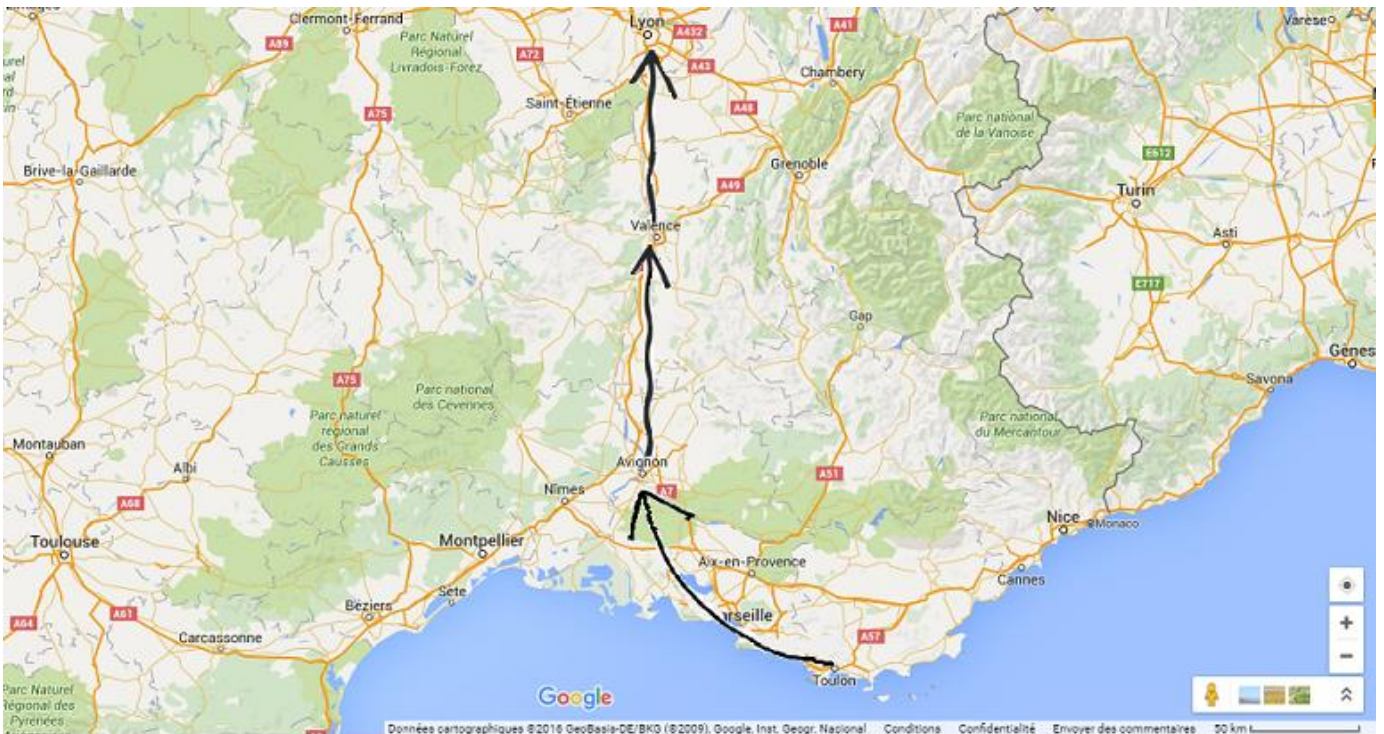 Clermont-Ferrand
Lyon
A432
Vareseo
A89
Parc Naturel
Régional
Livradois-Forez
A72
A43
A41
Chambery
Saint-Étienne
A48
A75
Parc national
de la Vanoise
Brive-la-Gaillarde
Grenoble
E612
A49
Turin
Valence
Asti
E717
Gap
Gênes
A75
Parc national
des Cévennes
Savona
Parc naturel
régional
des Grands
Causses
Parc national
du Mercantour
Montauban
Albi
Avignon
A51
Nîmes
A7
A68
Nice
Monaco
Toulouse
Montpellier
Aix-en-Provence
Cannes
Sète
Béziers
arseille
A61
A64
A57
Carcassonne
Toulon
Parc Naturel
Régional des
Pyrénées
Google
Données cartographiques ©2016 GeoBasis-DE/BKG (©2009), Google, Inst. Geogr. Nacional Conditions Confidentialité Envoyer des commentaires 50 km